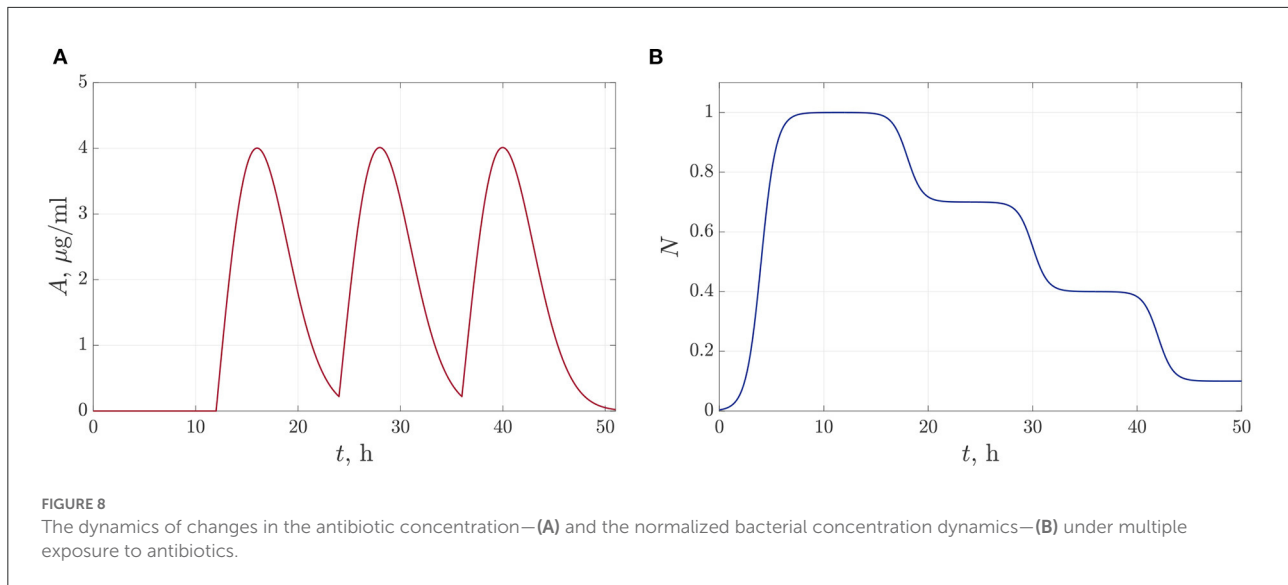 A
B
5
4
3
2
1
0
A, μg/ml
0
10
20
30
40
50
t, h
1
0.8
0.6
0.4
0.2
0
N
0
10
20
30
40
50
t, h
FIGURE 8
The dynamics of changes in the antibiotic concentration—(A) and the normalized bacterial concentration dynamics—(B) under multiple
exposure to antibiotics.